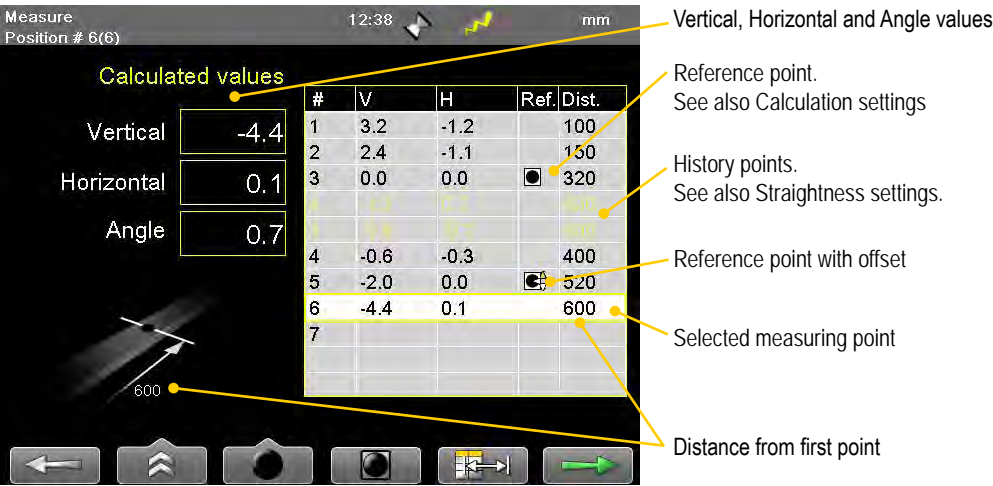 Measure
12:38
mm
Position # 6(6)
Calculated values
Vertical -4.4
Horizontal 0.1
Angle 0.7
600
# V H Ref. Dist.
1 3.2 -1.2 100
2 2.4 -1.1 150
3 0.0 0.0 320
4 -0.6 -0.3 400
5 -2.0 0.0 520
6 -4.4 0.1 600
7
Vertical, Horizontal and Angle values
Reference point.
See also Calculation settings
History points.
See also Straightness settings.
Reference point with offset
Selected measuring point
Distance from first point